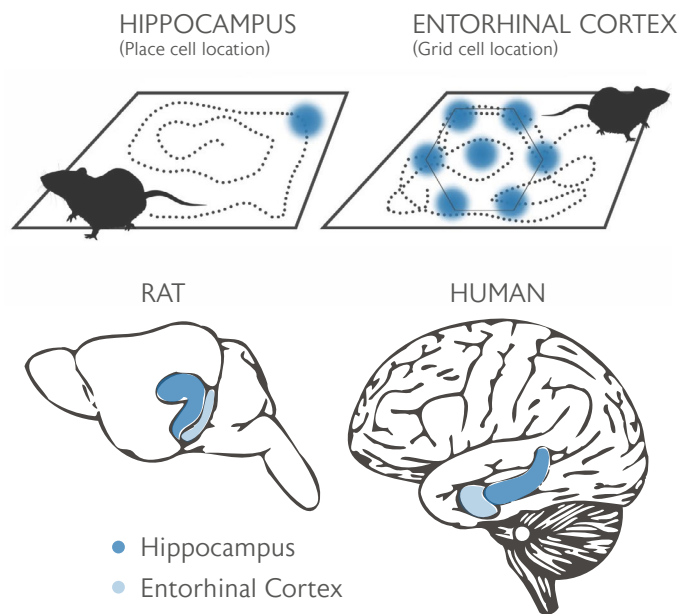 HIPPOCAMPUS
(Place cell location)
ENTORHINAL CORTEX
(Grid cell location)
RAT
HUMAN
Hippocampus
Entorhinal Cortex